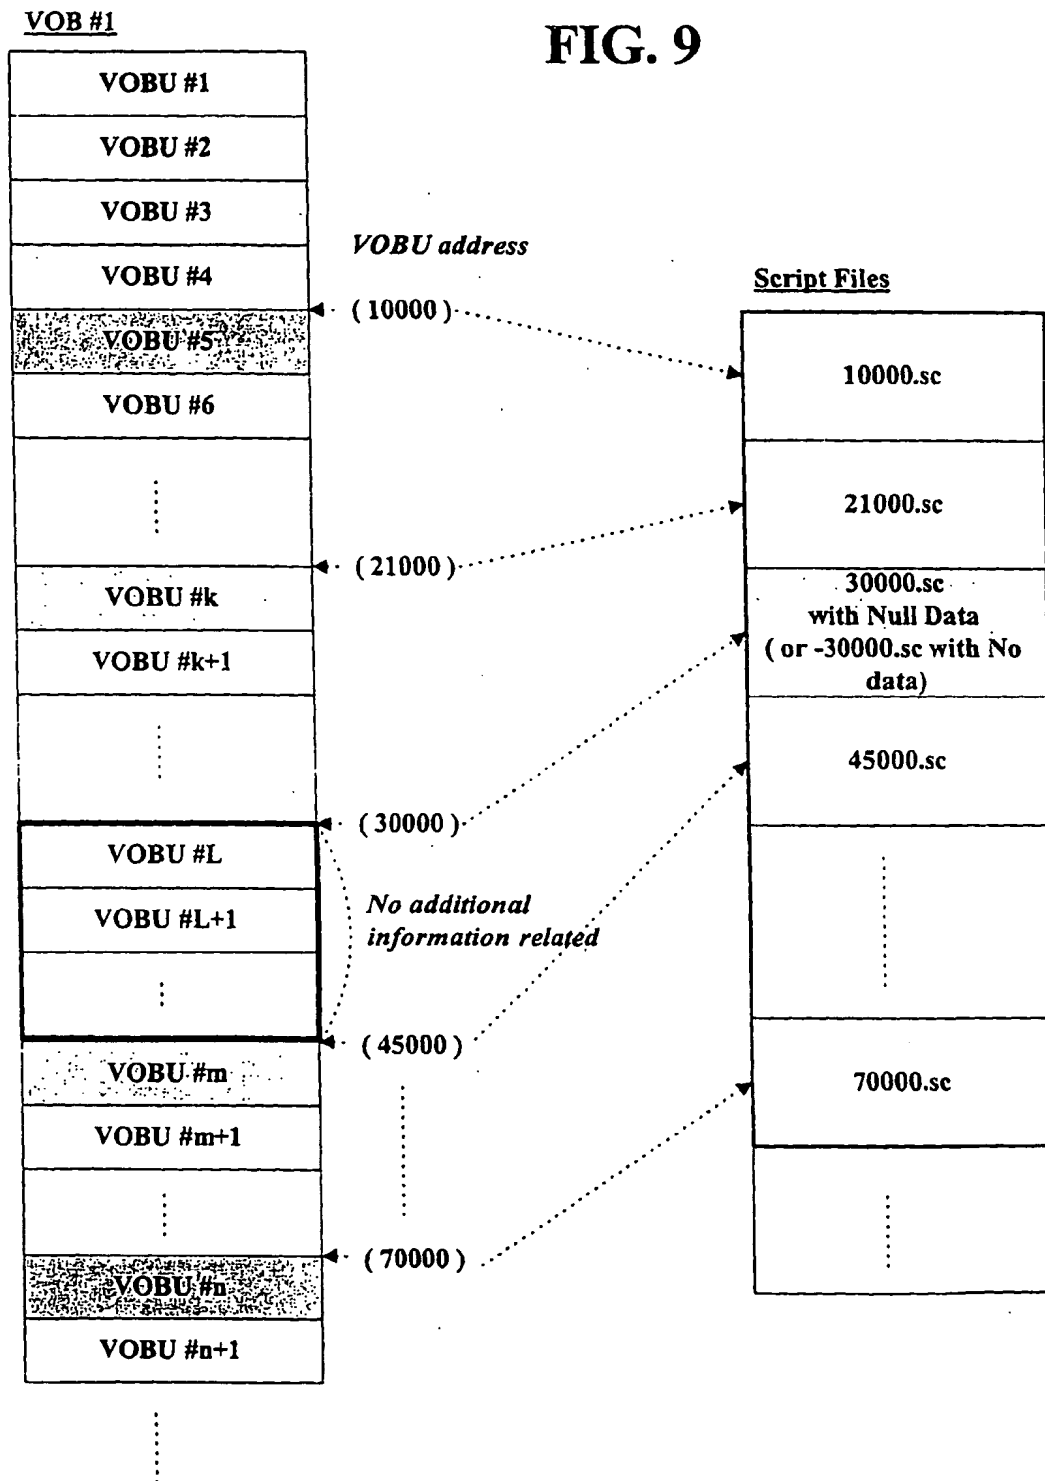 FIG. 9
VOB #1
VOBU #1
VOBU #2
VOBU #3
VOBU #4
VOBU #5
VOBU #6
VOBU #k
VOBU #k+1
VOBU #L
VOBU #L+1
VOBU #m
VOBU #m+1
VOBU #n
VOBU #n+1
VOBU address
( 10000 )
( 21000 )
( 30000 )
No additional
information related
( 45000 )
( 70000 )
Script Files
10000.sc
21000.sc
30000.sc
with Null Data
( or -30000.sc with No
data)
45000.sc
70000.sc